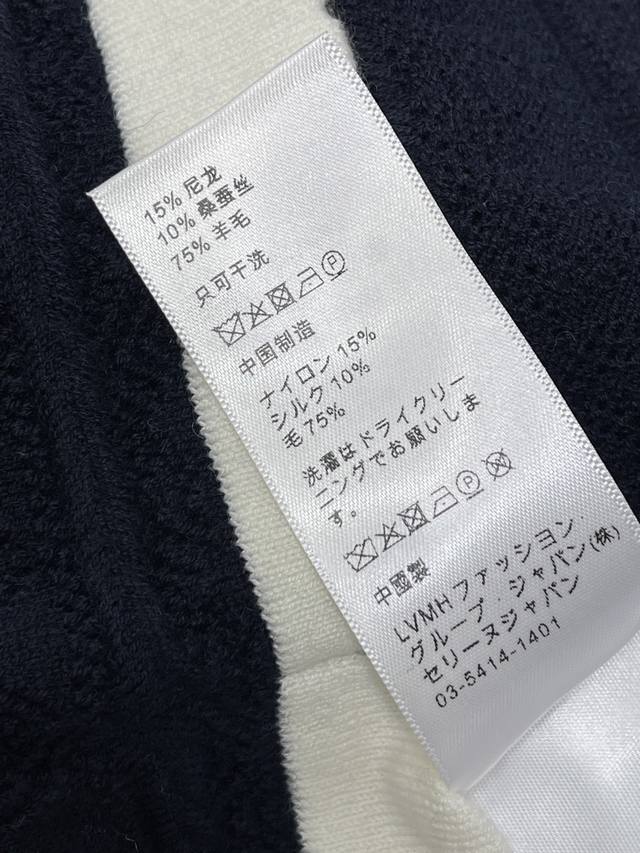 15% 尼龙
10% 桑蚕丝
75% 羊毛
只可干洗
P
中国制造
ナイロン 15%
シルク 10%
毛 75%
洗濯はドライクリー
ニングでお願いしま
す。
P
中國製
LVMH ファッション・
グループ・ジャパン(株)
セリーヌジャパン
03-5414-1401